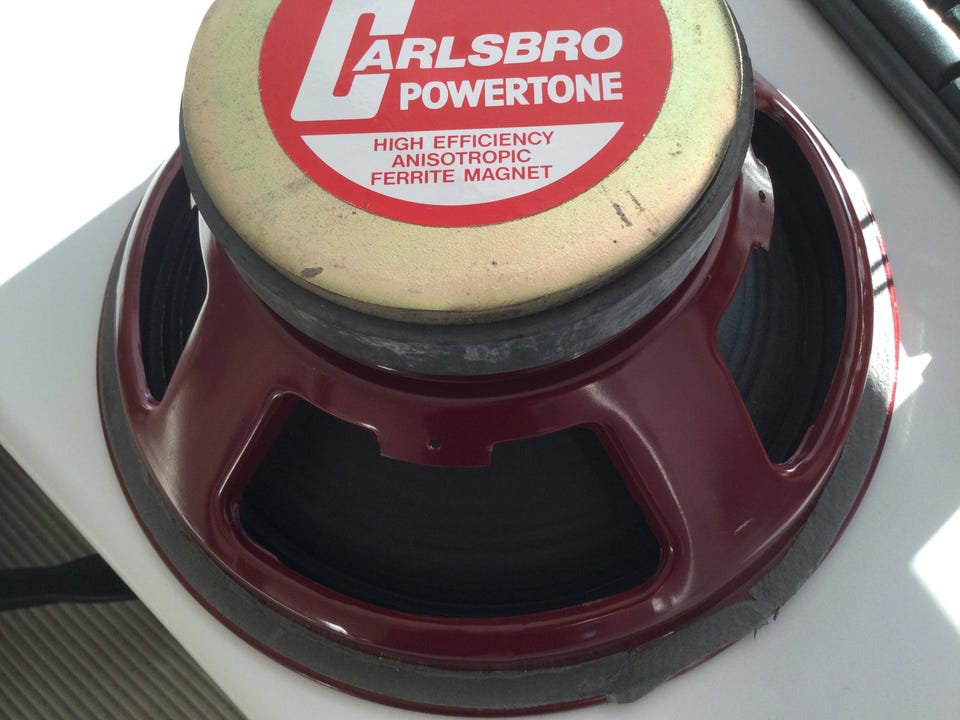 CARLSBRO
POWERTONE
HIGH EFFICIENCY
ANISOTROPIC
FERRITE MAGNET